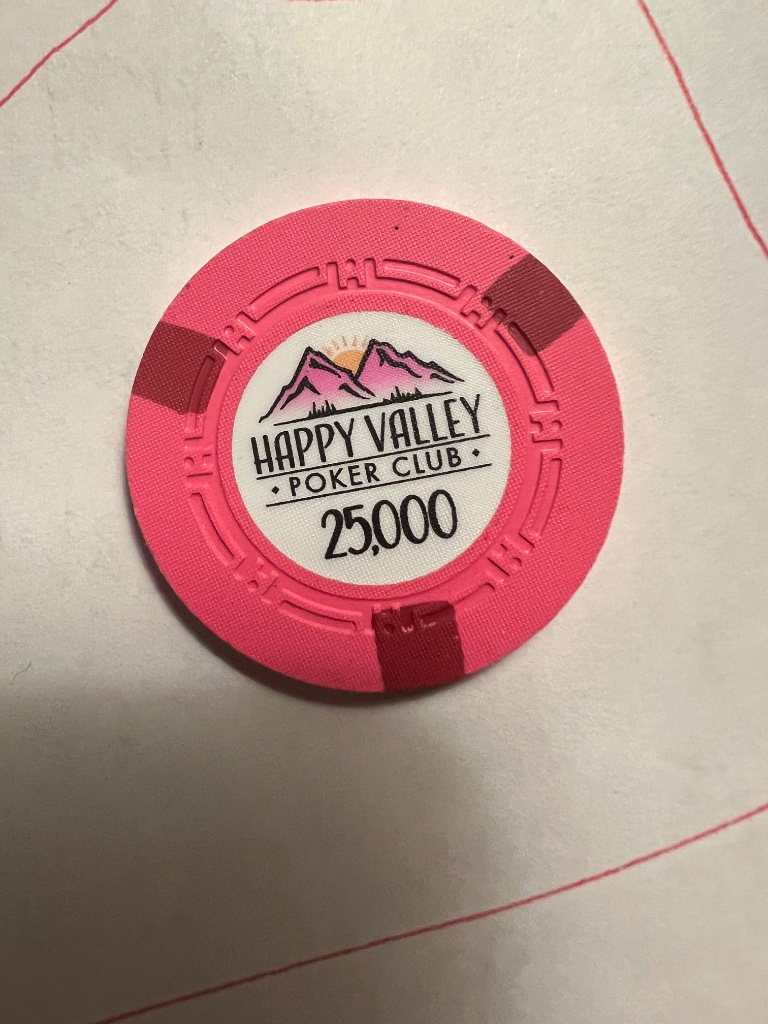 HAPPY VALLEY
• POKER CLUB •
25,000